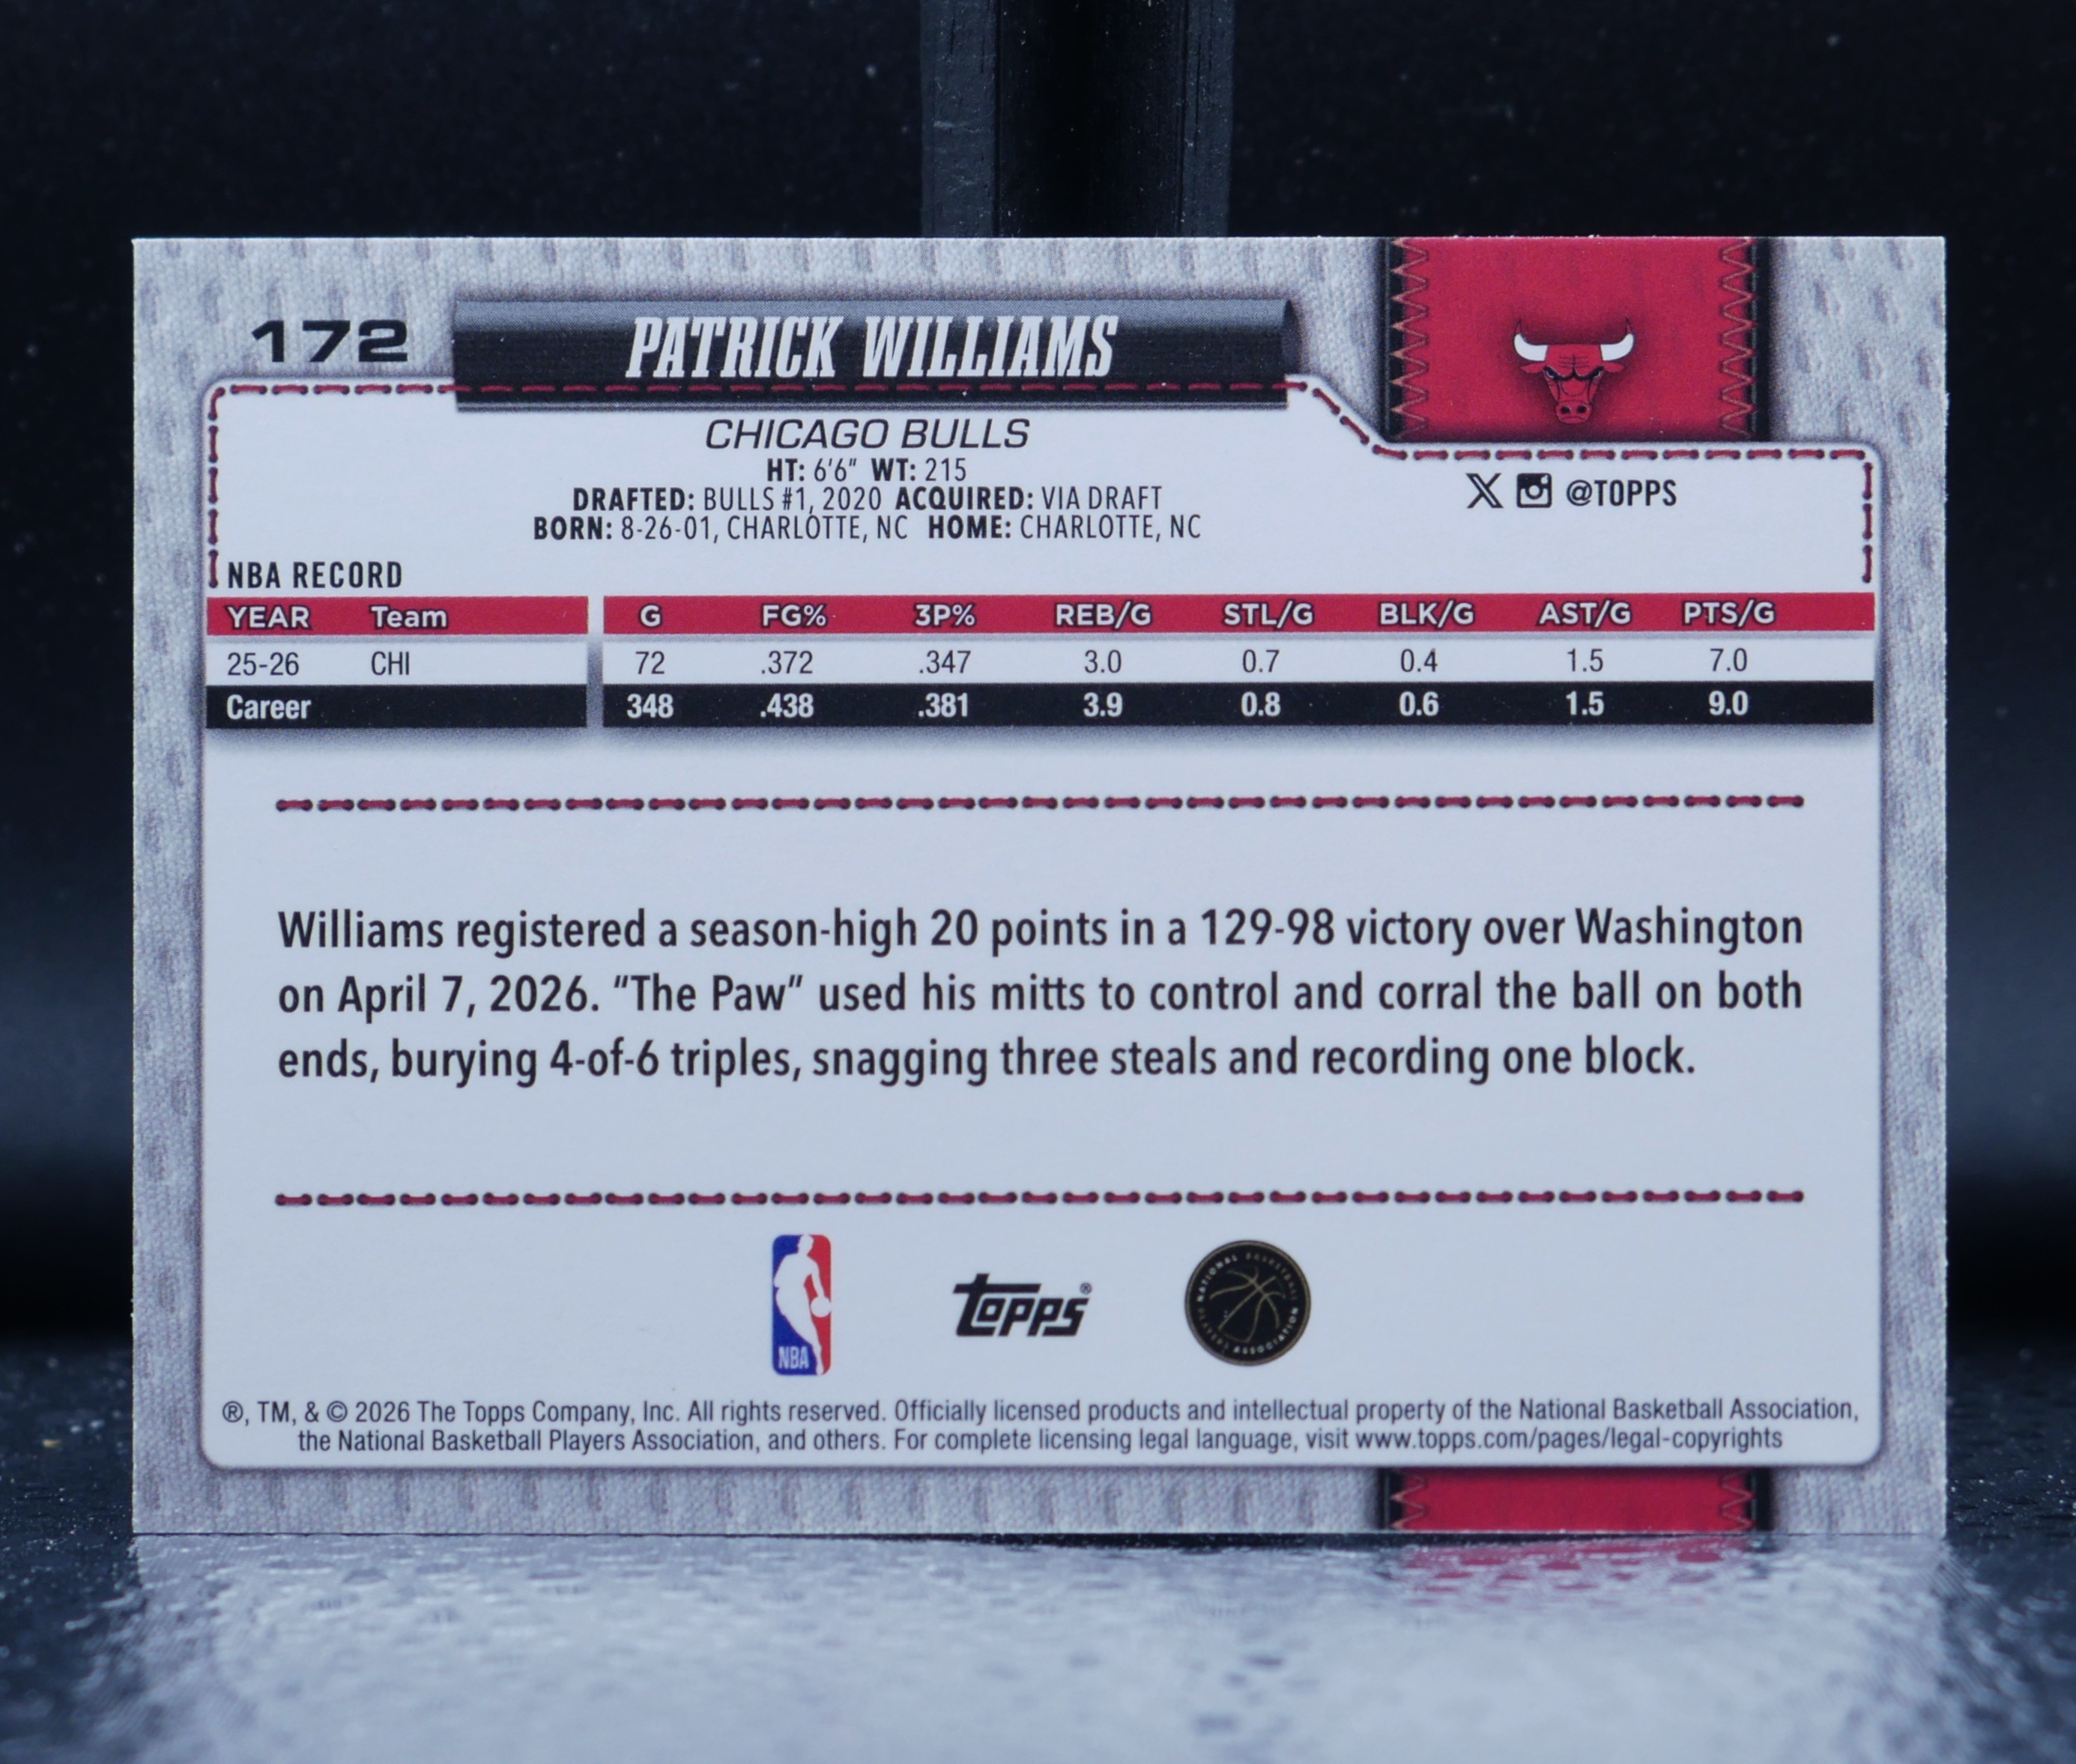 172
PATRICK WILLIAMS
CHICAGO BULLS
HT: 6'6" WT: 215
DRAFTED: BULLS #1, 2020 ACQUIRED: VIA DRAFT
BORN: 8-26-01, CHARLOTTE, NC HOME: CHARLOTTE, NC
@TOPPS
NBA RECORD
YEAR Team G FG% 3P% REB/G STL/G BLK/G AST/G PTS/G
25-26 CHI 72 .372 .347 3.0 0.7 0.4 1.5 7.0
Career 348 .438 .381 3.9 0.8 0.6 1.5 9.0
Williams registered a season-high 20 points in a 129-98 victory over Washington
on April 7, 2026. "The Paw" used his mitts to control and corral the ball on both
ends, burying 4-of-6 triples, snagging three steals and recording one block.
NBA
Topps®
NATIONAL BASKETBALL PLAYERS ASSOCIATION
®, TM, & © 2026 The Topps Company, Inc. All rights reserved. Officially licensed products and intellectual property of the National Basketball Association,
the National Basketball Players Association, and others. For complete licensing legal language, visit www.topps.com/pages/legal-copyrights